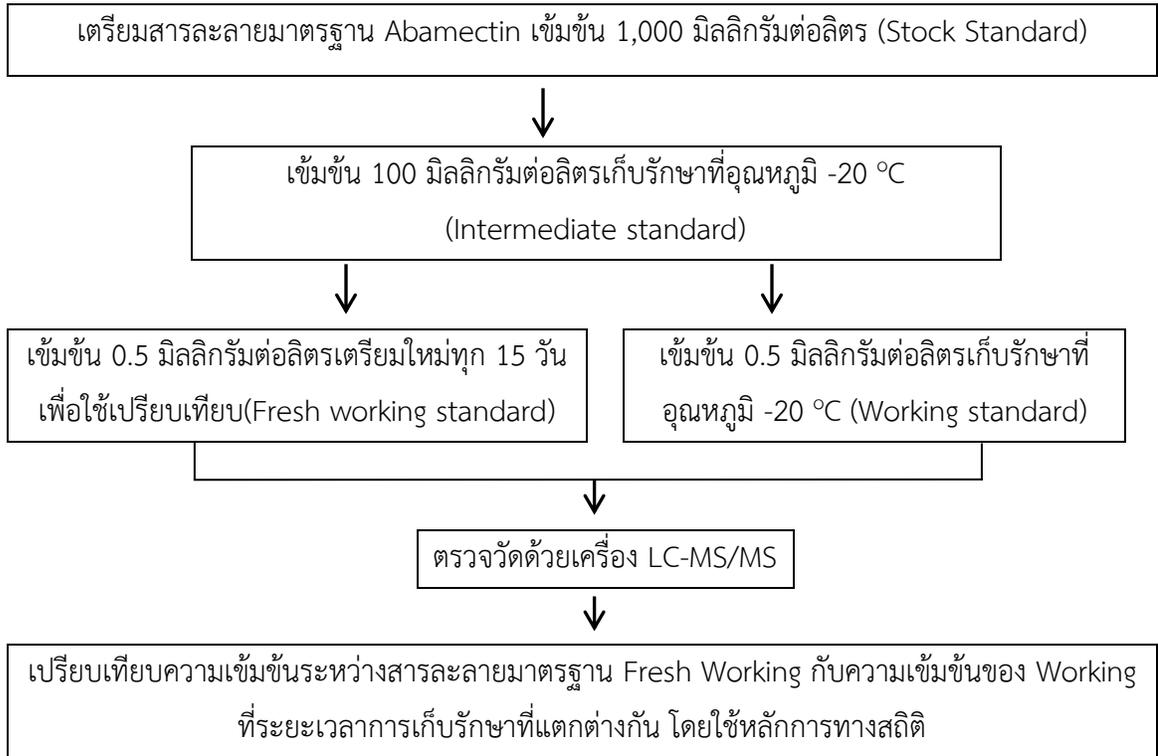 เตรียมสารละลายมาตรฐาน Abamectin เข้มข้น 1,000 มิลลิกรัมต่อลิตร (Stock Standard)
เข้มข้น 100 มิลลิกรัมต่อลิตรเก็บรักษาที่อุณหภูมิ -20 ºC
(Intermediate standard)
เข้มข้น 0.5 มิลลิกรัมต่อลิตรเตรียมใหม่ทุก 15 วัน
เพื่อใช้เปรียบเทียบ(Fresh working standard)
เข้มข้น 0.5 มิลลิกรัมต่อลิตรเก็บรักษาที่
อุณหภูมิ -20 ºC (Working standard)
ตรวจวัดด้วยเครื่อง LC-MS/MS
เปรียบเทียบความเข้มข้นระหว่างสารละลายมาตรฐาน Fresh Working กับความเข้มข้นของ Working
ที่ระยะเวลาการเก็บรักษาที่แตกต่างกัน โดยใช้หลักการทางสถิติ